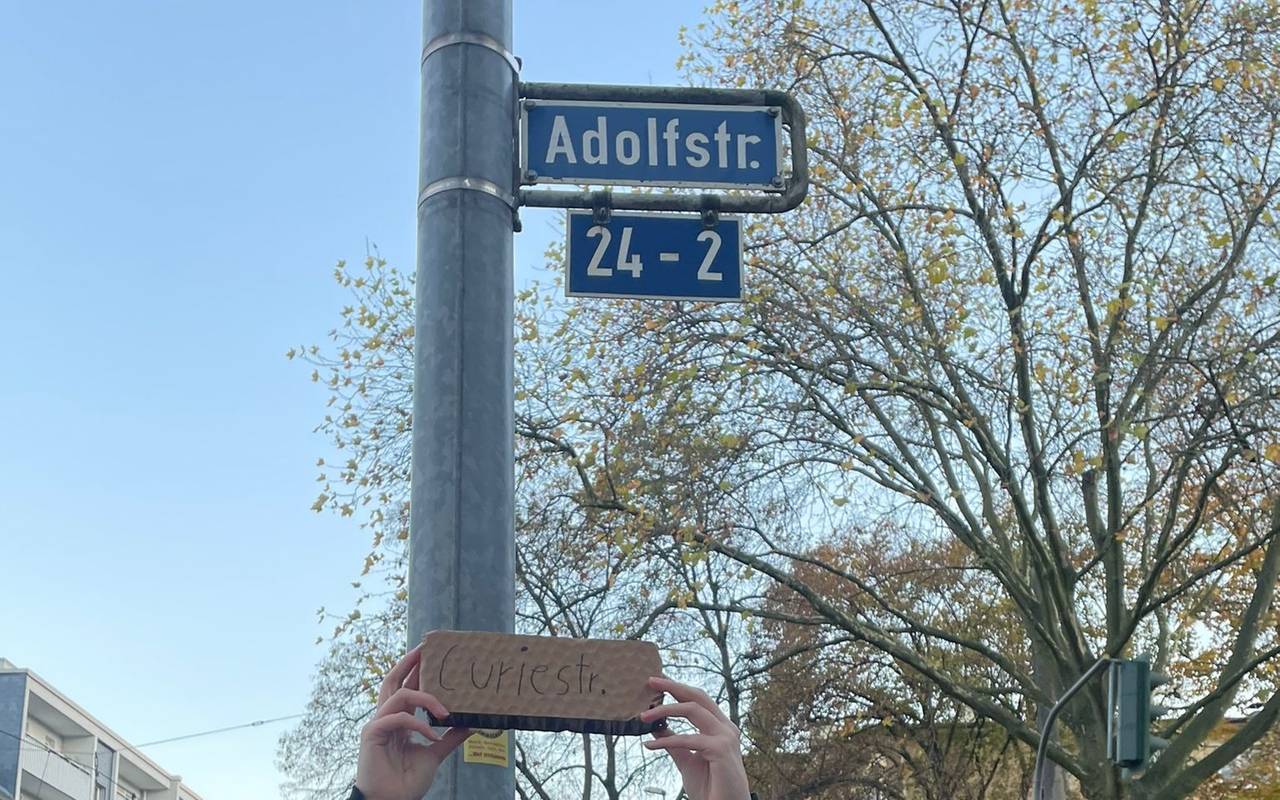 Adolfstr.
24 - 2
Curiestr.